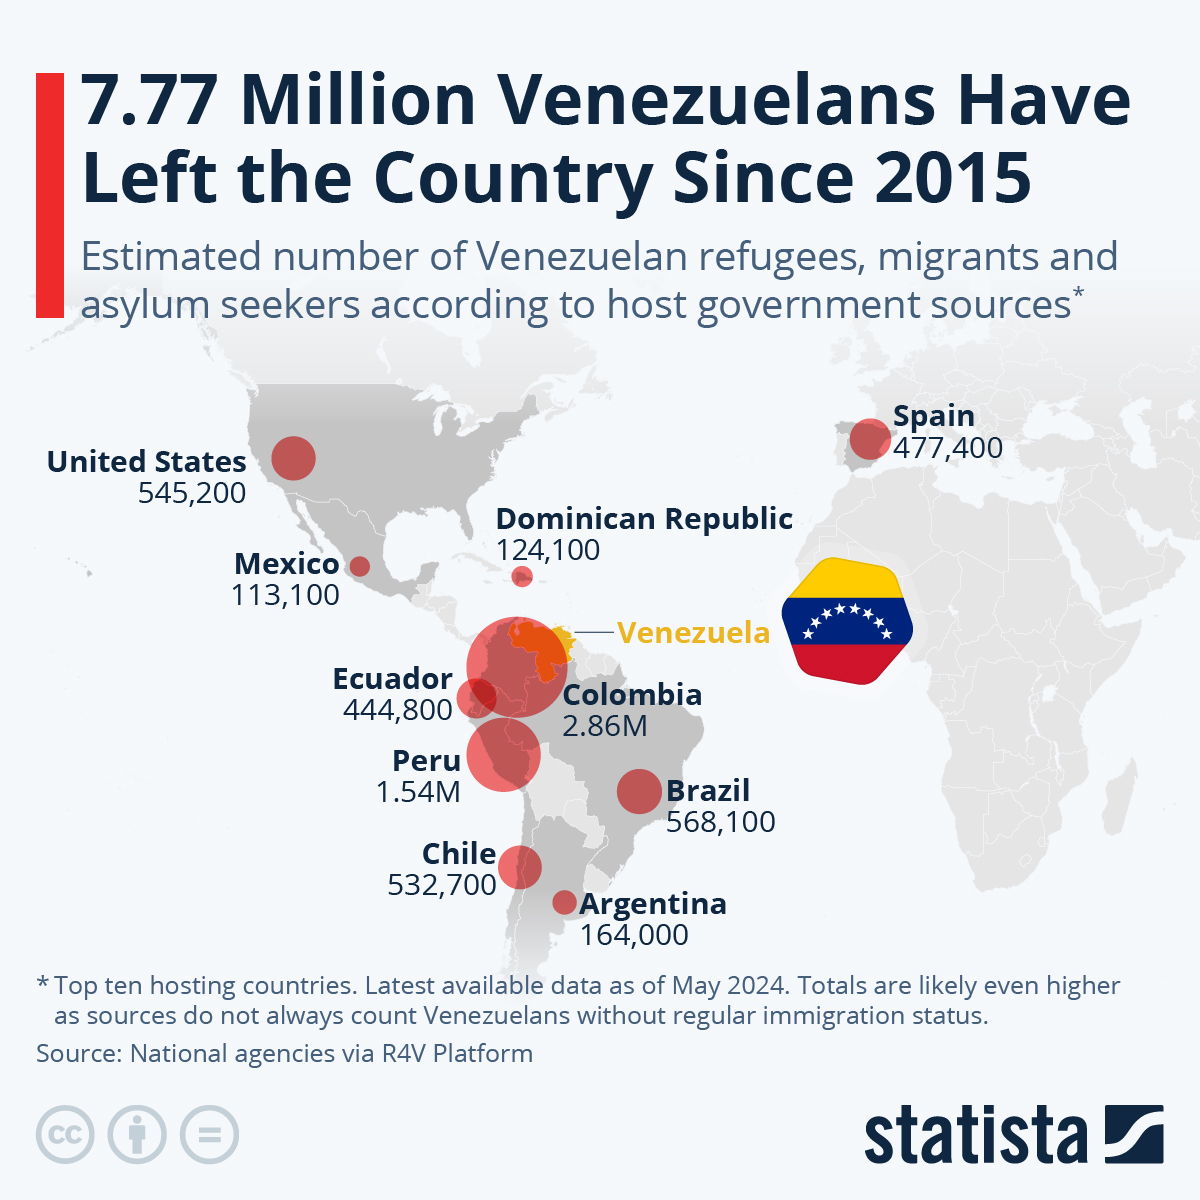 7.77 Million Venezuelans Have
Left the Country Since 2015
Estimated number of Venezuelan refugees, migrants and
asylum seekers according to host government sources*
Spain
477,400
United States
545,200
Dominican Republic
124,100
Mexico
113,100
Venezuela
Ecuador
444,800
Colombia
2.86M
Peru
1.54M
Brazil
568,100
Chile
532,700
Argentina
164,000
* Top ten hosting countries. Latest available data as of May 2024. Totals are likely even higher
as sources do not always count Venezuelans without regular immigration status.
Source: National agencies via R4V Platform
cc
=
statista